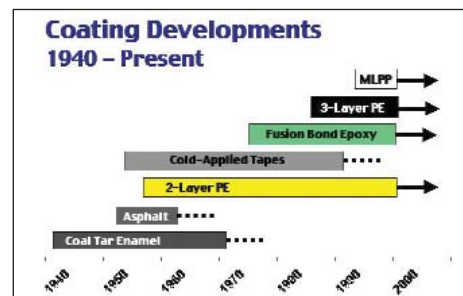 Coating Developments
1940 – Present
MLPP
3-Layer PE
Fusion Bond Epoxy
Cold-Applied Tapes
2-Layer PE
Asphalt
Coal Tar Enamel
1940 1950 1960 1970 1980 1990 2000